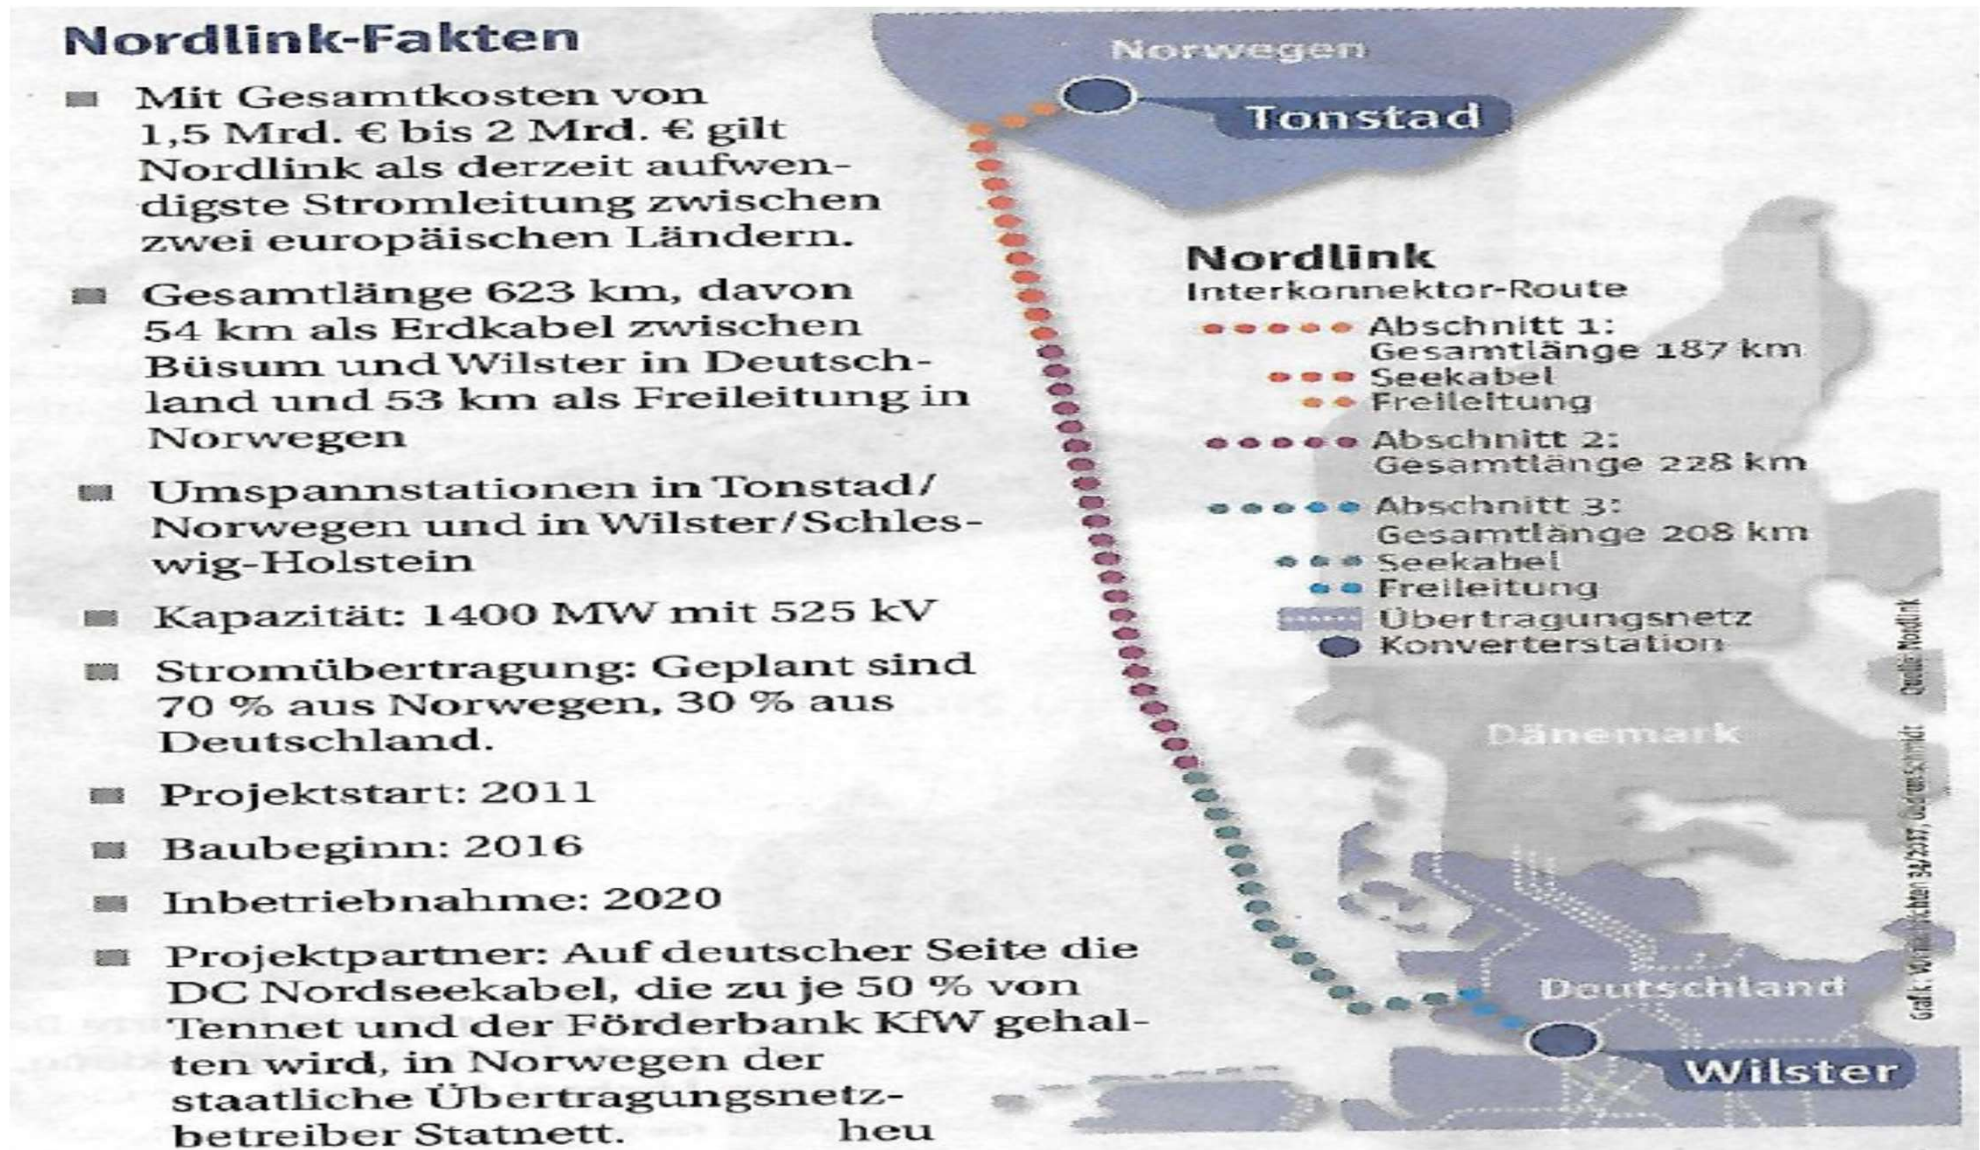 Nordlink-Fakten
Mit Gesamtkosten von
1,5 Mrd. € bis 2 Mrd. € gilt
Nordlink als derzeit aufwen-
digste Stromleitung zwischen
zwei europäischen Ländern.
Gesamtlänge 623 km, davon
54 km als Erdkabel zwischen
Büsum und Wilster in Deutsch-
land und 53 km als Freileitung in
Norwegen
Umspannstationen in Tonstad/
Norwegen und in Wilster/Schles-
wig-Holstein
Kapazität: 1400 MW mit 525 kV
Stromübertragung: Geplant sind
70 % aus Norwegen, 30 % aus
Deutschland.
Projektstart: 2011
Baubeginn: 2016
Inbetriebnahme: 2020
Projektpartner: Auf deutscher Seite die
DC Nordseekabel, die zu je 50 % von
Tennet und der Förderbank KfW gehal-
ten wird, in Norwegen der
staatliche Übertragungsnetz-
betreiber Statnett. heu
Norwegen
Tonstad
Nordlink
Interkonnektor-Route
Abschnitt 1:
Gesamtlänge 187 km
Seekabel
Freileitung
Abschnitt 2:
Gesamtlänge 228 km
Abschnitt 3:
Gesamtlänge 208 km
Seekabel
Freileitung
Übertragungsnetz
Konverterstation
Dänemark
Deutschland
Wilster
Quelle: Nordlink
Grafik: Schmidt